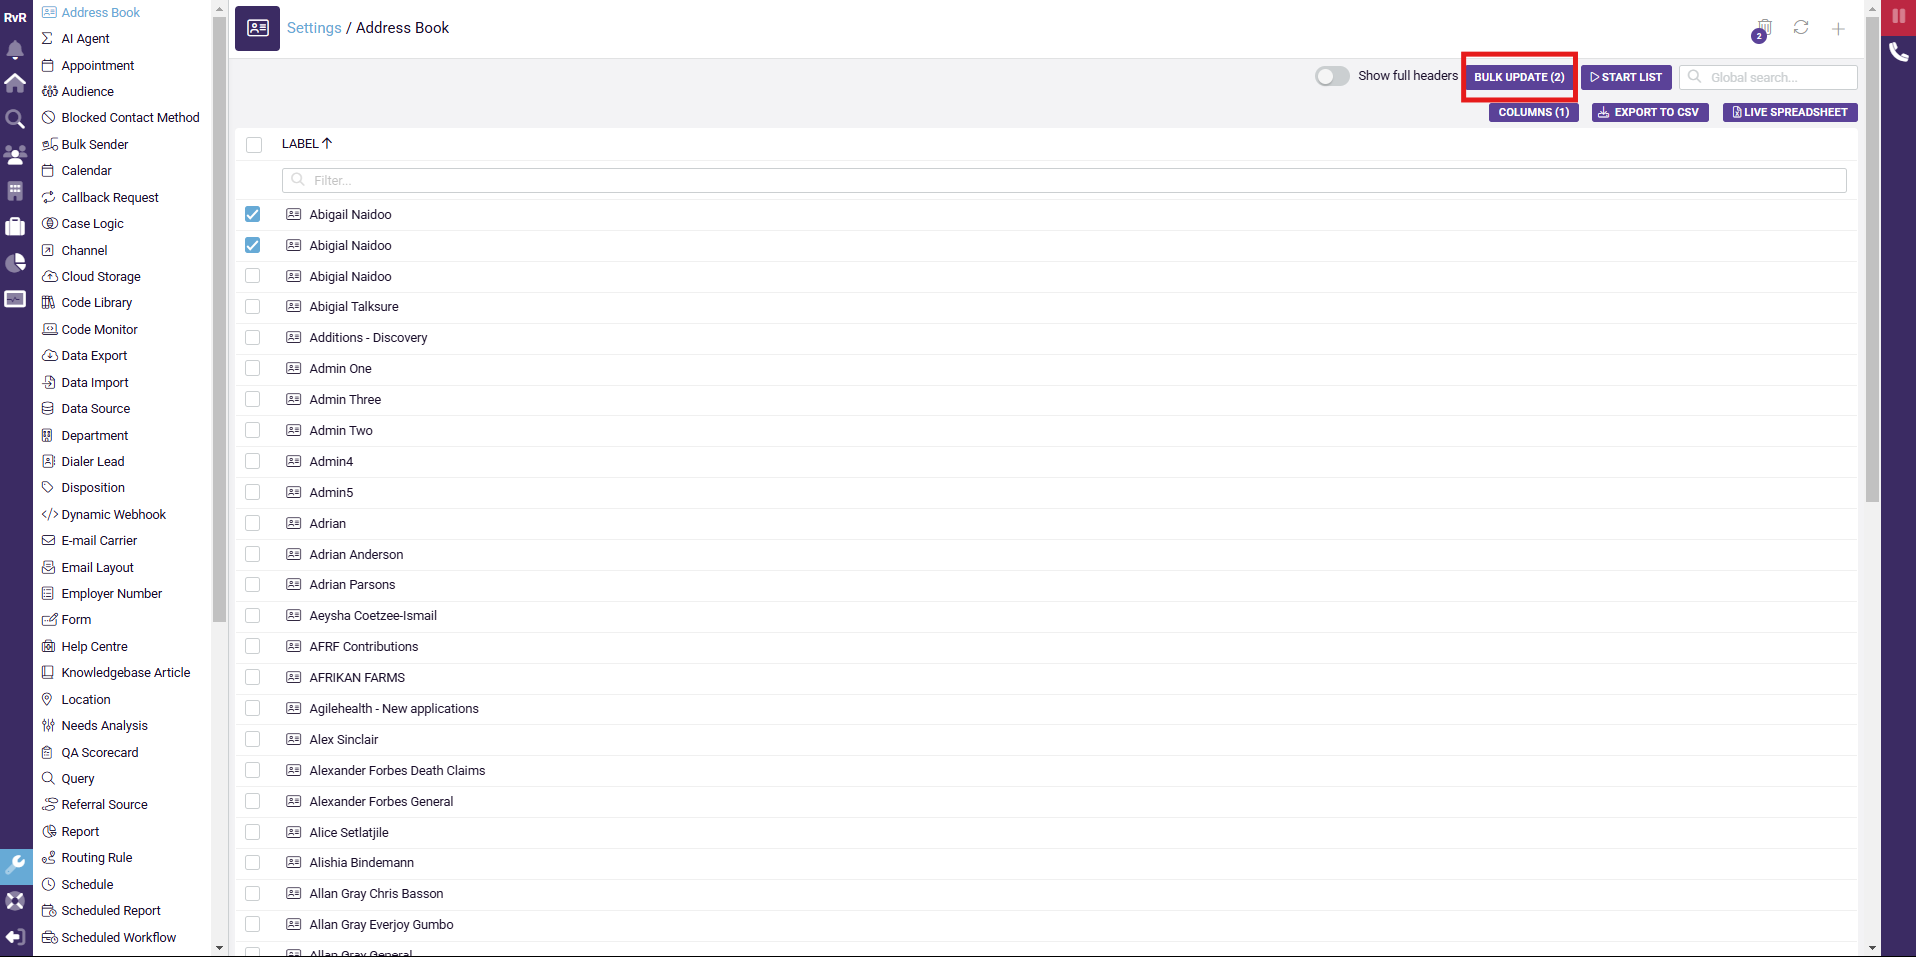 RvR
Address Book
AI Agent
Appointment
Audience
Blocked Contact Method
Bulk Sender
Calendar
Callback Request
Case Logic
Channel
Cloud Storage
Code Library
Code Monitor
Data Export
Data Import
Data Source
Department
Dialer Lead
Disposition
Dynamic Webhook
E-mail Carrier
Email Layout
Employer Number
Form
Help Centre
Knowledgebase Article
Location
Needs Analysis
QA Scorecard
Query
Referral Source
Report
Routing Rule
Schedule
Scheduled Report
Scheduled Workflow
Settings / Address Book
2
Show full headers
BULK UPDATE (2)
START LIST
Global search...
COLUMNS (1)
EXPORT TO CSV
LIVE SPREADSHEET
LABEL
Filter...
Abigail Naidoo
Abigial Naidoo
Abigial Naidoo
Abigial Talksure
Additions - Discovery
Admin One
Admin Three
Admin Two
Admin4
Admin5
Adrian
Adrian Anderson
Adrian Parsons
Aeysha Coetzee-Ismail
AFRF Contributions
AFRIKAN FARMS
Agilehealth - New applications
Alex Sinclair
Alexander Forbes Death Claims
Alexander Forbes General
Alice Setlatjile
Alishia Bindemann
Allan Gray Chris Basson
Allan Gray Everjoy Gumbo
Allan Gray General